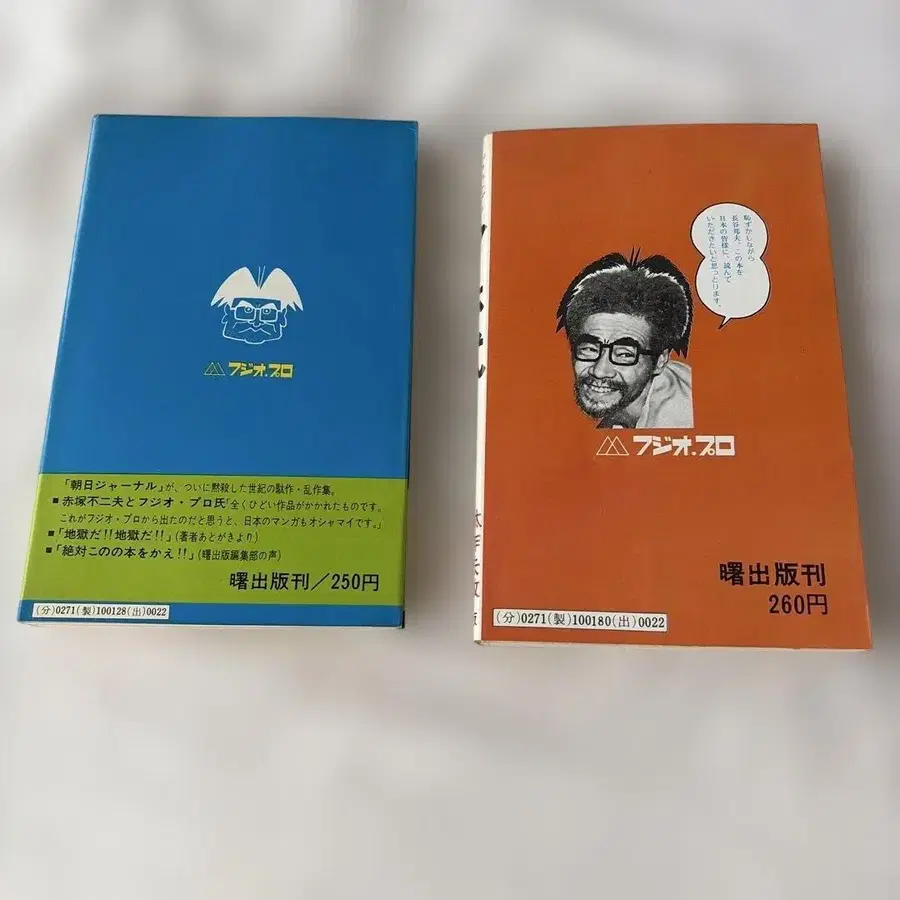 フジオ.プロ
「朝日ジャーナル」が、ついに黙殺した世紀の駄作・乱作集。
■赤塚不二夫とフジオ・プロ氏「全くひどい作品がかかれたものです。
これがフジオ・プロから出たのだと思うと、日本のマンガもオシャマイです。」
■「地獄だ!!地獄だ!!」(著者あとがきより)
■「絶対このの本をかえ!!」(曙出版編集部の声)
曙出版刊/250円
(分)0271(製)100128(出)0022
恥ずかしながら
長谷邦夫、この本を
日本の皆様に、読んで
いただきたいと思っとります。
フジオ.プロ
曙出版刊
260円
(分)0271(製)100180(出)0022